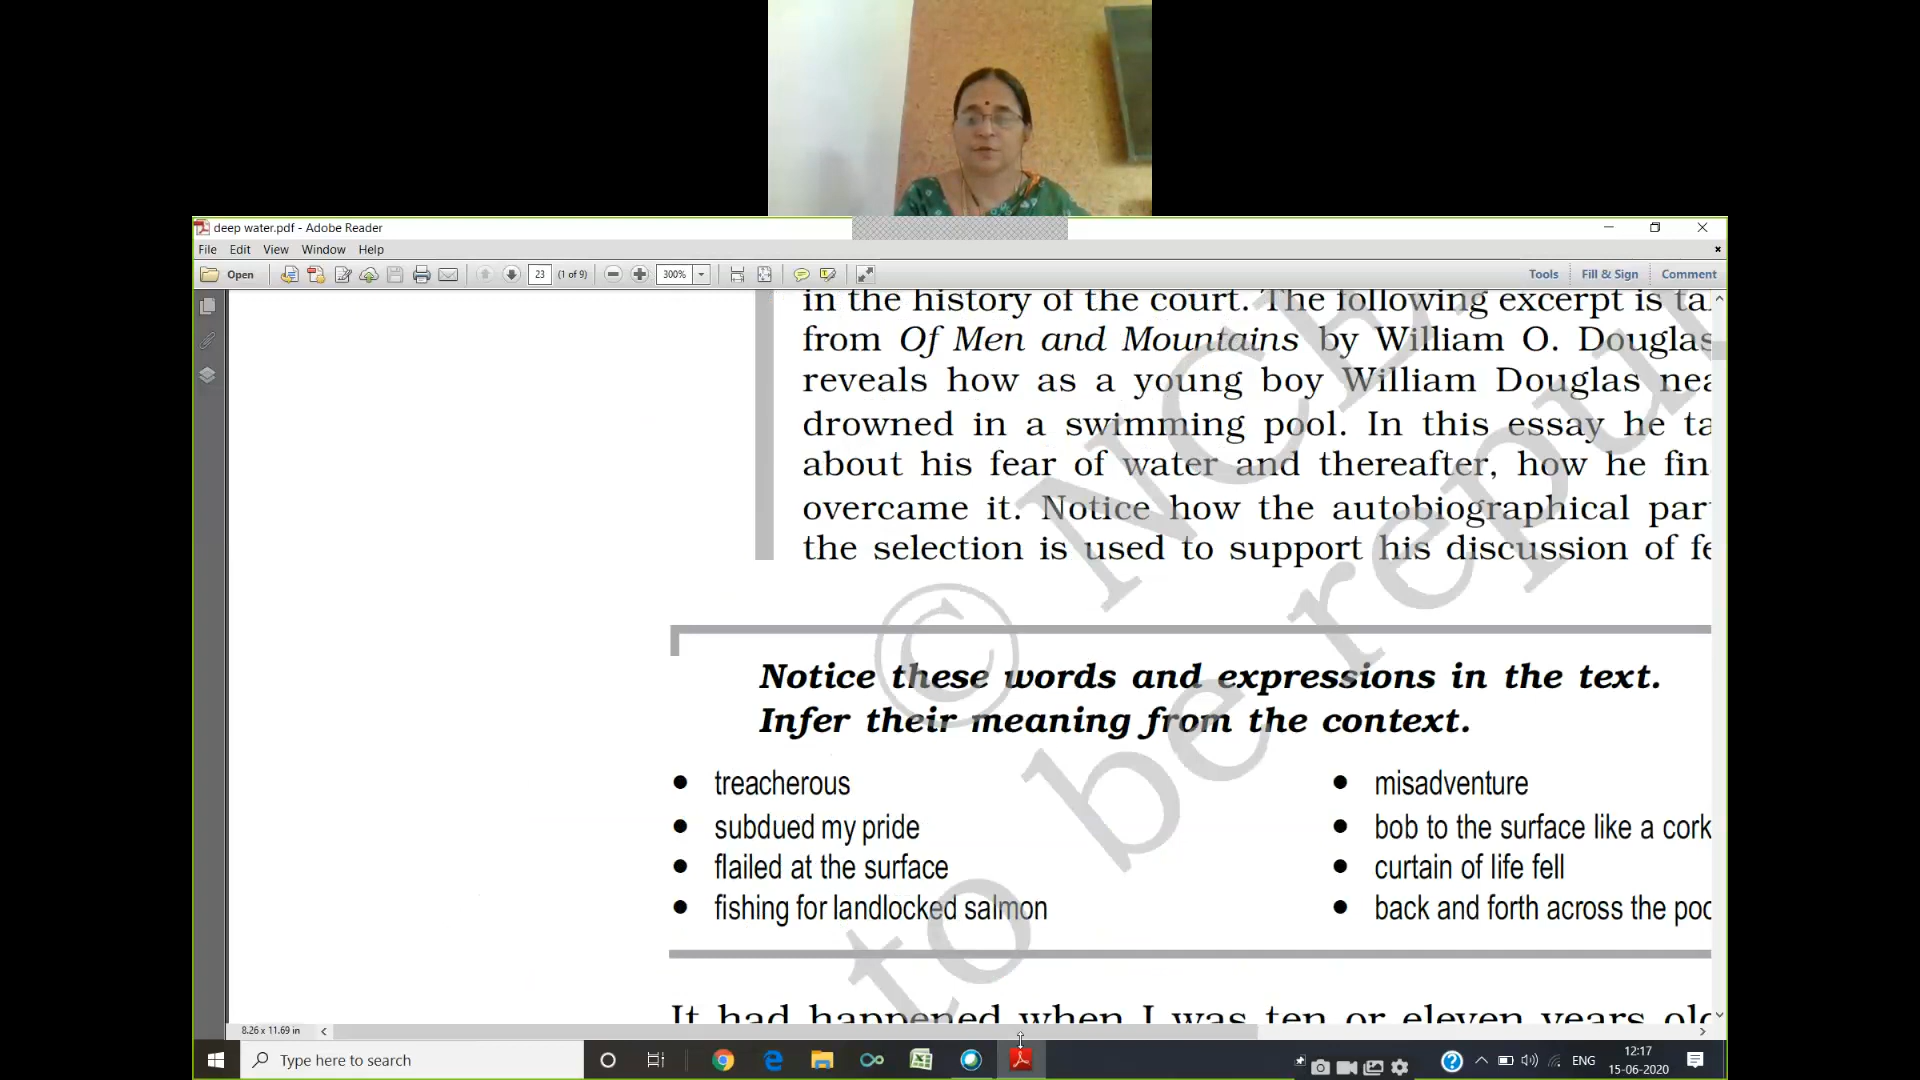 deep water.pdf - Adobe Reader
File Edit View Window Help
Open 23 (1 of 9) 300% Tools Fill & Sign Comment
in the history of the court. The following excerpt is ta
from Of Men and Mountains by William O. Douglas
reveals how as a young boy William Douglas nea
drowned in a swimming pool. In this essay he ta
about his fear of water and thereafter, how he fin
overcame it. Notice how the autobiographical par
the selection is used to support his discussion of fe
© NCE
to be repu
Notice these words and expressions in the text.
Infer their meaning from the context.
• treacherous
• subdued my pride
• flailed at the surface
• fishing for landlocked salmon
• misadventure
• bob to the surface like a cork
• curtain of life fell
• back and forth across the poo
It had happened when I was ten or eleven years old
8.26 x 11.69 in
Type here to search
ENG
12:17
15-06-2020